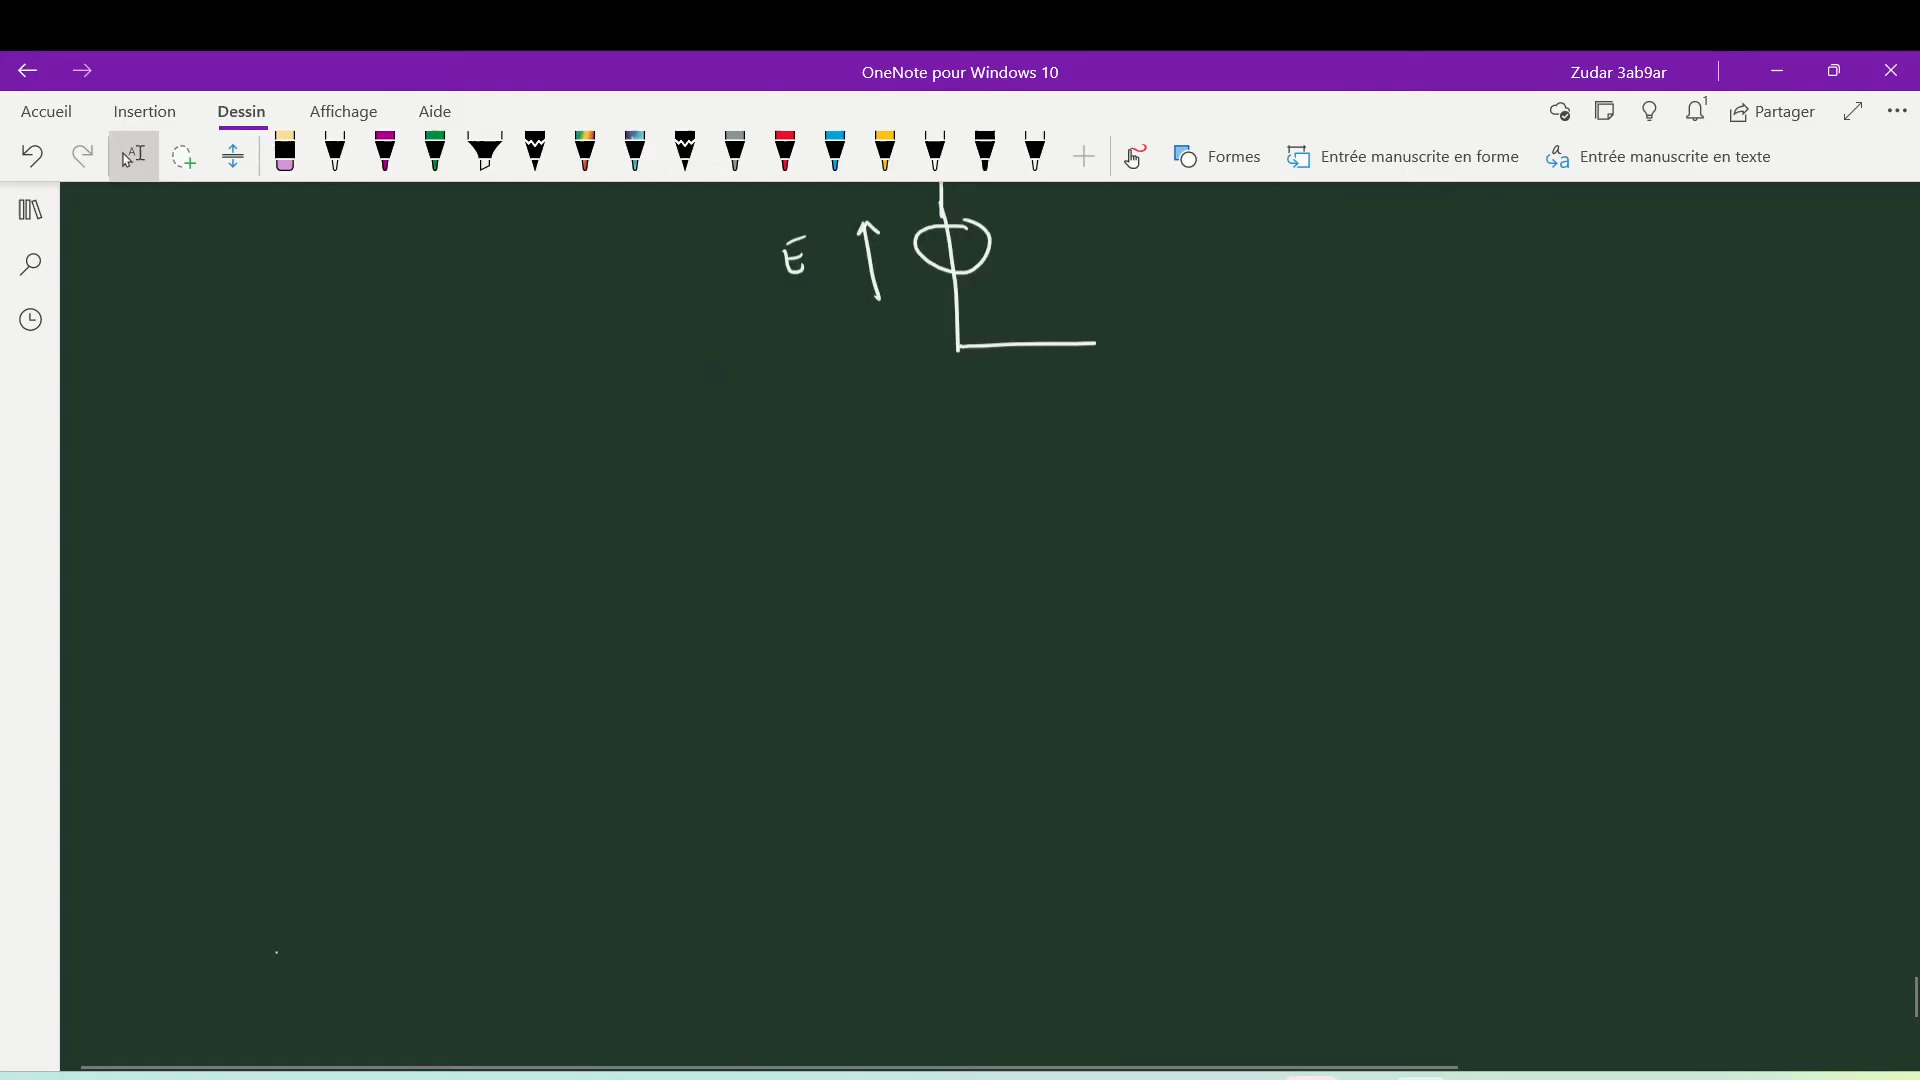 OneNote pour Windows 10
Zudar 3ab9ar
Accueil Insertion Dessin Affichage Aide
1
Partager
Formes
Entrée manuscrite en forme
Entrée manuscrite en texte
E